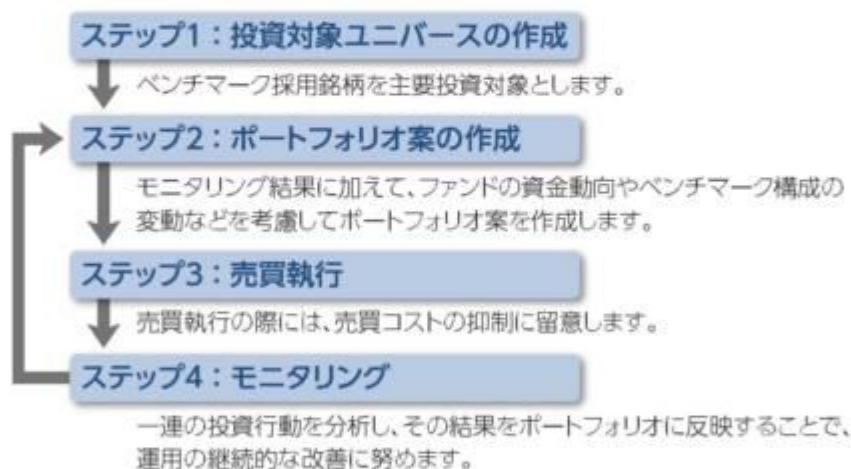 ステップ1：投資対象ユニバースの作成
ベンチマーク採用銘柄を主要投資対象とします。
ステップ2：ポートフォリオ案の作成
モニタリング結果に加えて、ファンドの資金動向やベンチマーク構成の
変動などを考慮してポートフォリオ案を作成します。
ステップ3：売買執行
売買執行の際には、売買コストの抑制に留意します。
ステップ4：モニタリング
一連の投資行動を分析し、その結果をポートフォリオに反映することで、
運用の継続的な改善に努めます。